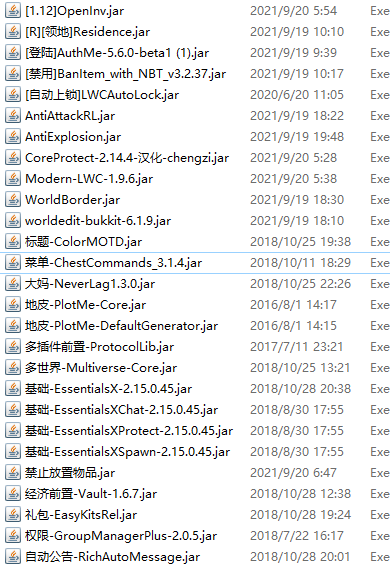 [1.12]OpenInv.jar 2021/9/20 5:54 Exe
[R][领地]Residence.jar 2021/9/19 10:10 Exe
[登陆]AuthMe-5.6.0-beta1 (1).jar 2021/9/19 9:39 Exe
[禁用]BanItem_with_NBT_v3.2.37.jar 2021/9/19 10:17 Exe
[自动上锁]LWCAutoLock.jar 2020/6/20 11:05 Exe
AntiAttackRL.jar 2021/9/19 18:22 Exe
AntiExplosion.jar 2021/9/19 19:48 Exe
CoreProtect-2.14.4-汉化-chengzi.jar 2021/9/20 5:28 Exe
Modern-LWC-1.9.6.jar 2021/9/20 5:38 Exe
WorldBorder.jar 2021/9/19 18:30 Exe
worldedit-bukkit-6.1.9.jar 2021/9/19 18:10 Exe
标题-ColorMOTD.jar 2018/10/25 19:38 Exe
菜单-ChestCommands_3.1.4.jar 2018/10/11 18:29 Exe
大妈-NeverLag1.3.0.jar 2018/10/25 22:26 Exe
地皮-PlotMe-Core.jar 2016/8/1 14:17 Exe
地皮-PlotMe-DefaultGenerator.jar 2016/8/1 14:15 Exe
多插件前置-ProtocolLib.jar 2017/7/11 23:21 Exe
多世界-Multiverse-Core.jar 2018/10/25 13:21 Exe
基础-EssentialsX-2.15.0.45.jar 2018/10/28 20:38 Exe
基础-EssentialsXChat-2.15.0.45.jar 2018/8/30 17:55 Exe
基础-EssentialsXProtect-2.15.0.45.jar 2018/8/30 17:55 Exe
基础-EssentialsXSpawn-2.15.0.45.jar 2018/8/30 17:55 Exe
禁止放置物品.jar 2021/9/20 6:47 Exe
经济前置-Vault-1.6.7.jar 2018/10/28 12:38 Exe
礼包-EasyKitsRel.jar 2018/10/28 19:24 Exe
权限-GroupManagerPlus-2.0.5.jar 2018/7/22 16:17 Exe
自动公告-RichAutoMessage.jar 2018/10/28 20:01 Exe